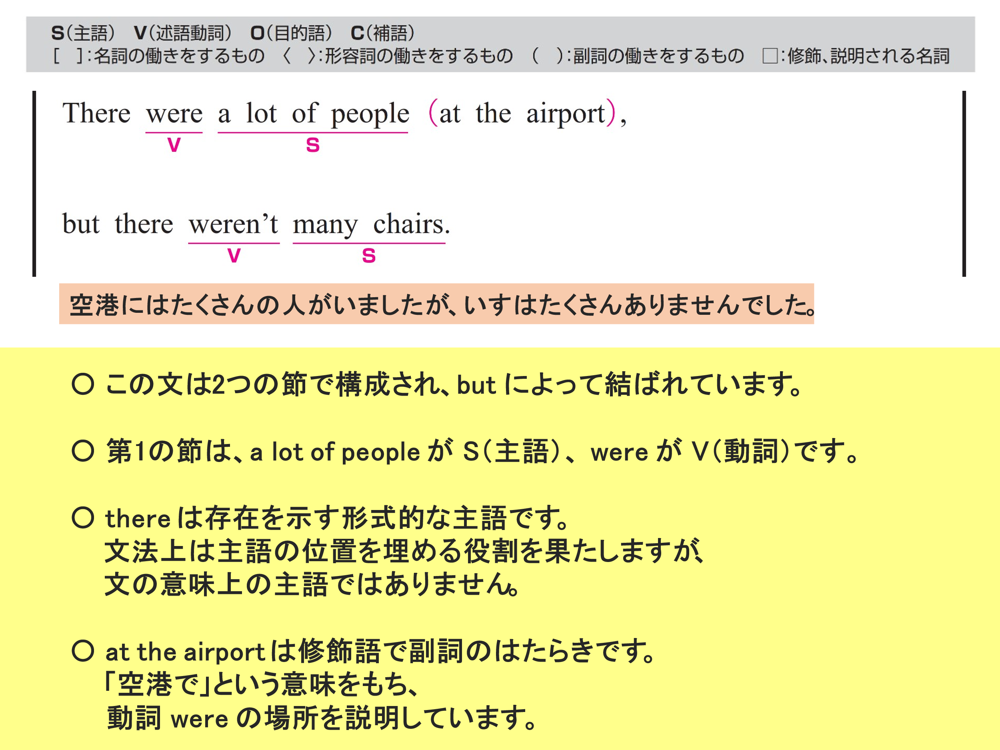 S(主語) V(述語動詞) O(目的語) C(補語)
[ ]:名詞の働きをするもの 〈 〉:形容詞の働きをするもの ( ):副詞の働きをするもの □:修飾、説明される名詞
There were a lot of people (at the airport),
V S
but there weren't many chairs.
V S
空港にはたくさんの人がいましたが、いすはたくさんありませんでした。
○ この文は2つの節で構成され、but によって結ばれています。
○ 第1の節は、a lot of people が S(主語)、 were が V(動詞)です。
○ there は存在を示す形式的な主語です。
文法上は主語の位置を埋める役割を果たしますが、
文の意味上の主語ではありません。
○ at the airportは修飾語で副詞のはたらきです。
「空港で」という意味をもち、
動詞 were の場所を説明しています。